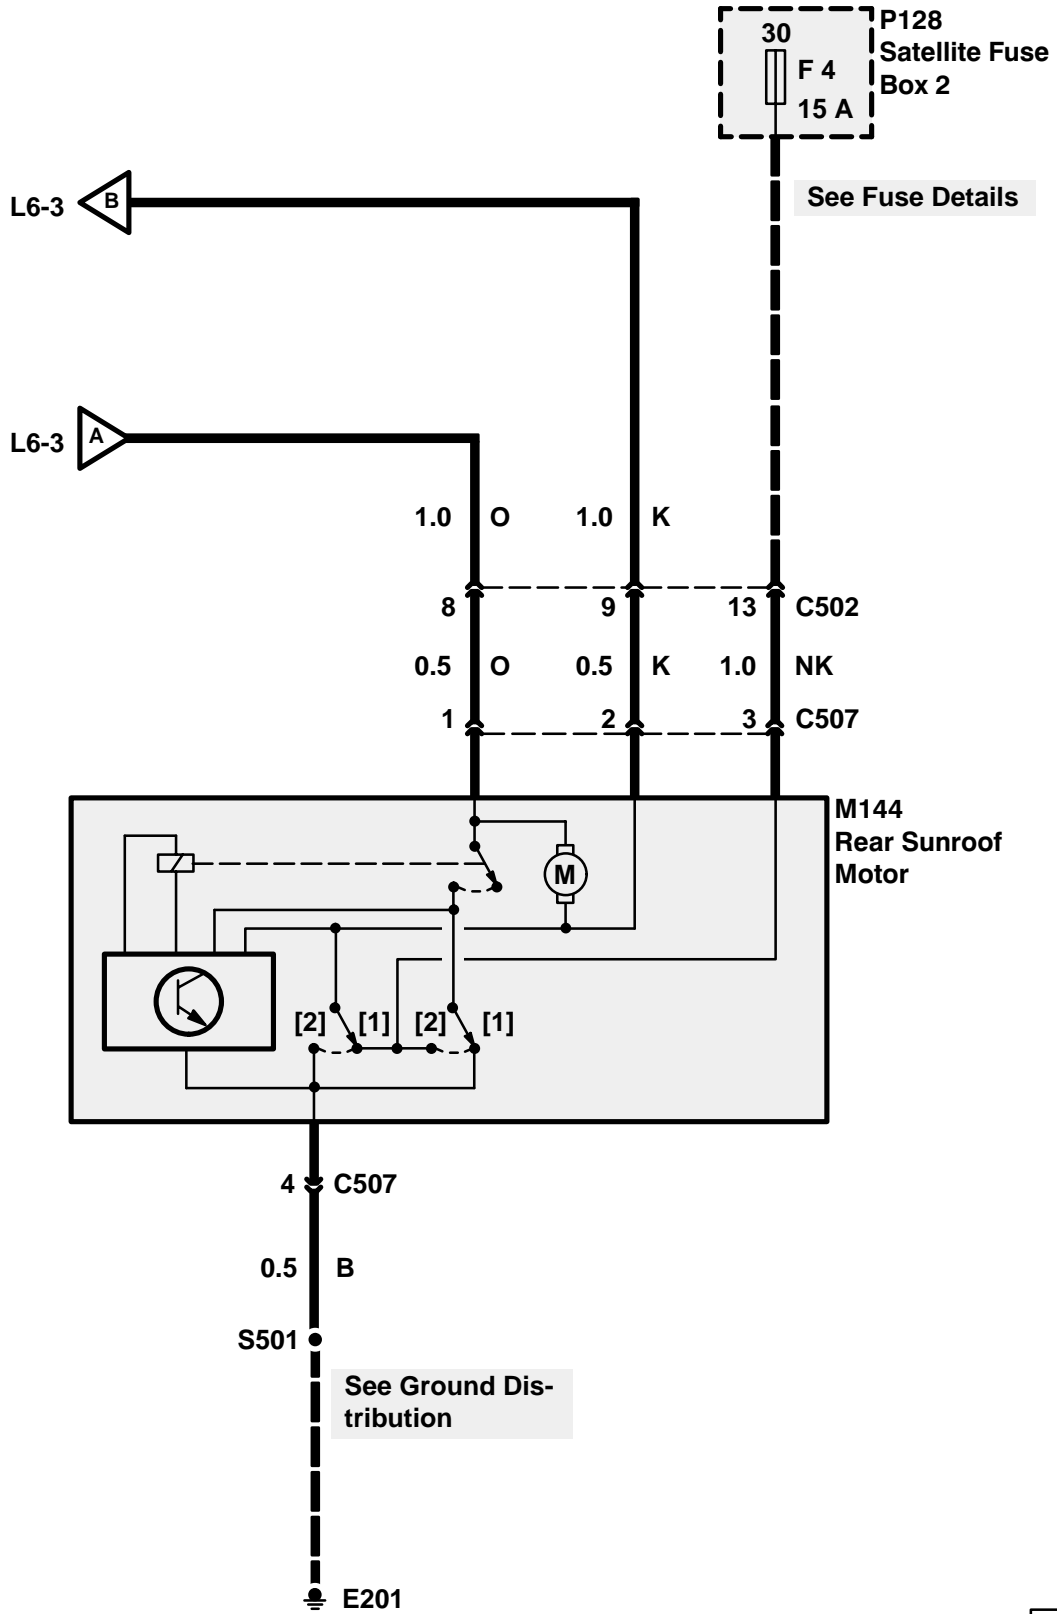 P128
Satellite Fuse
Box 2
30
F 4
15 A
See Fuse Details
L6-3 B
L6-3 A
1.0 O 1.0 K
8 9 13 C502
0.5 O 0.5 K 1.0 NK
1 2 3 C507
M144
Rear Sunroof
Motor
M
[2] [1] [2] [1]
4 C507
0.5 B
S501
See Ground Dis-
tribution
E201